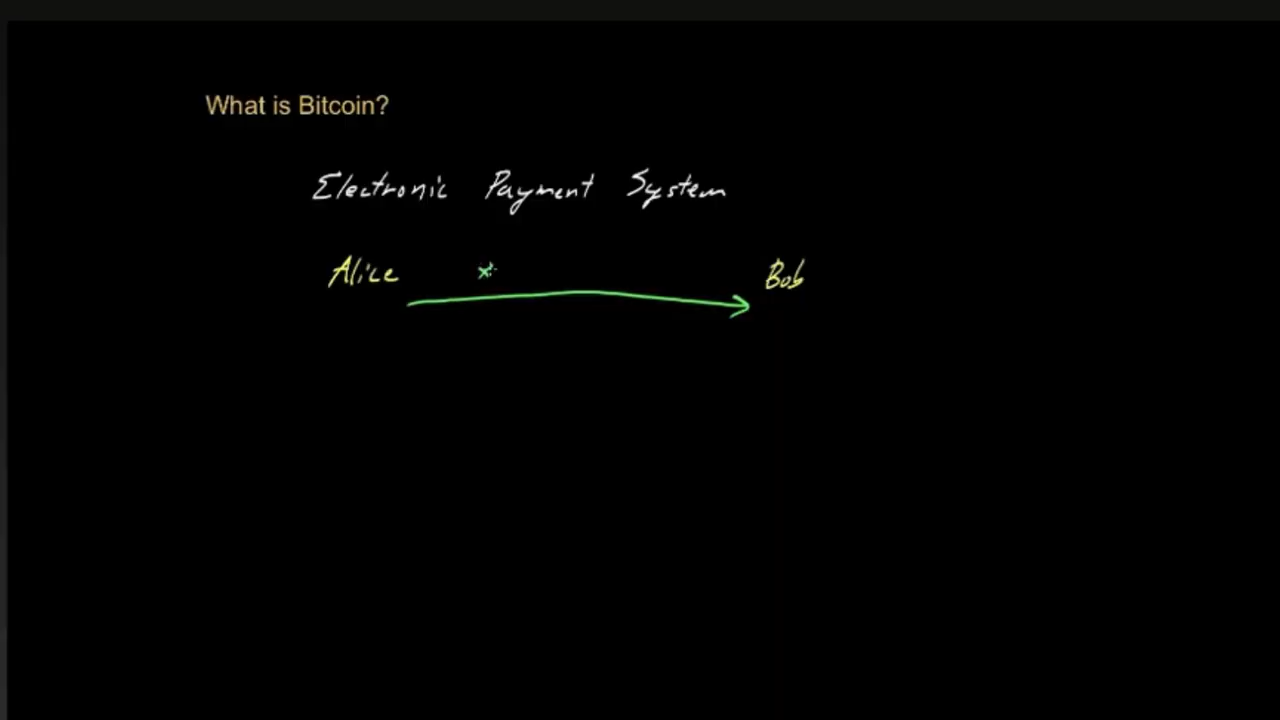 What is Bitcoin?
Electronic Payment System
Alice x Bob